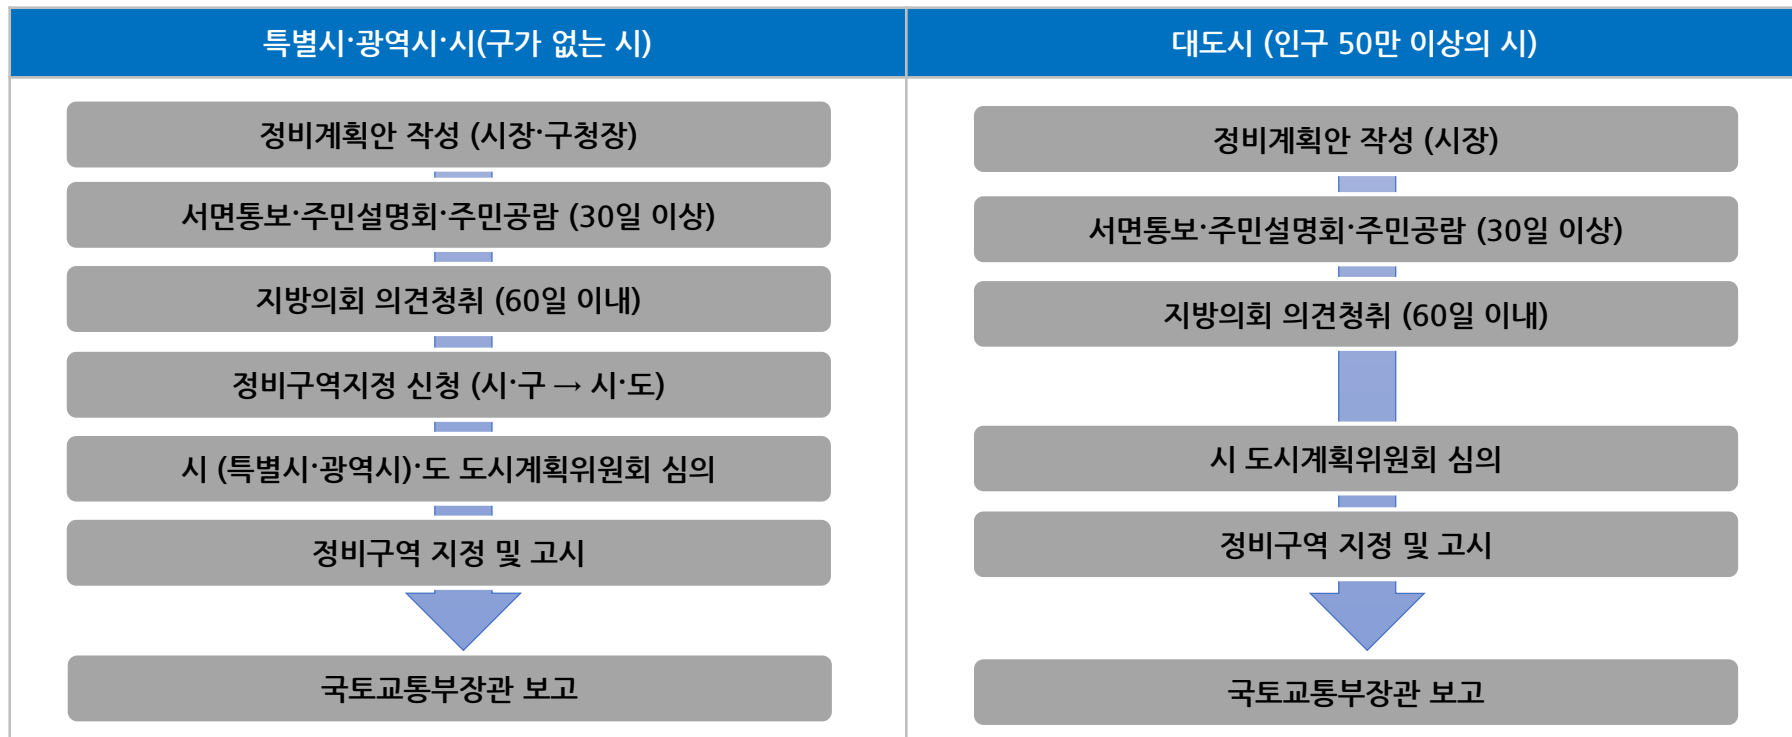 특별시·광역시·시(구가 없는 시)
정비계획안 작성 (시장·구청장)
서면통보·주민설명회·주민공람 (30일 이상)
지방의회 의견청취 (60일 이내)
정비구역지정 신청 (시·구 → 시·도)
시 (특별시·광역시)·도 도시계획위원회 심의
정비구역 지정 및 고시
국토교통부장관 보고
대도시 (인구 50만 이상의 시)
정비계획안 작성 (시장)
서면통보·주민설명회·주민공람 (30일 이상)
지방의회 의견청취 (60일 이내)
시 도시계획위원회 심의
정비구역 지정 및 고시
국토교통부장관 보고